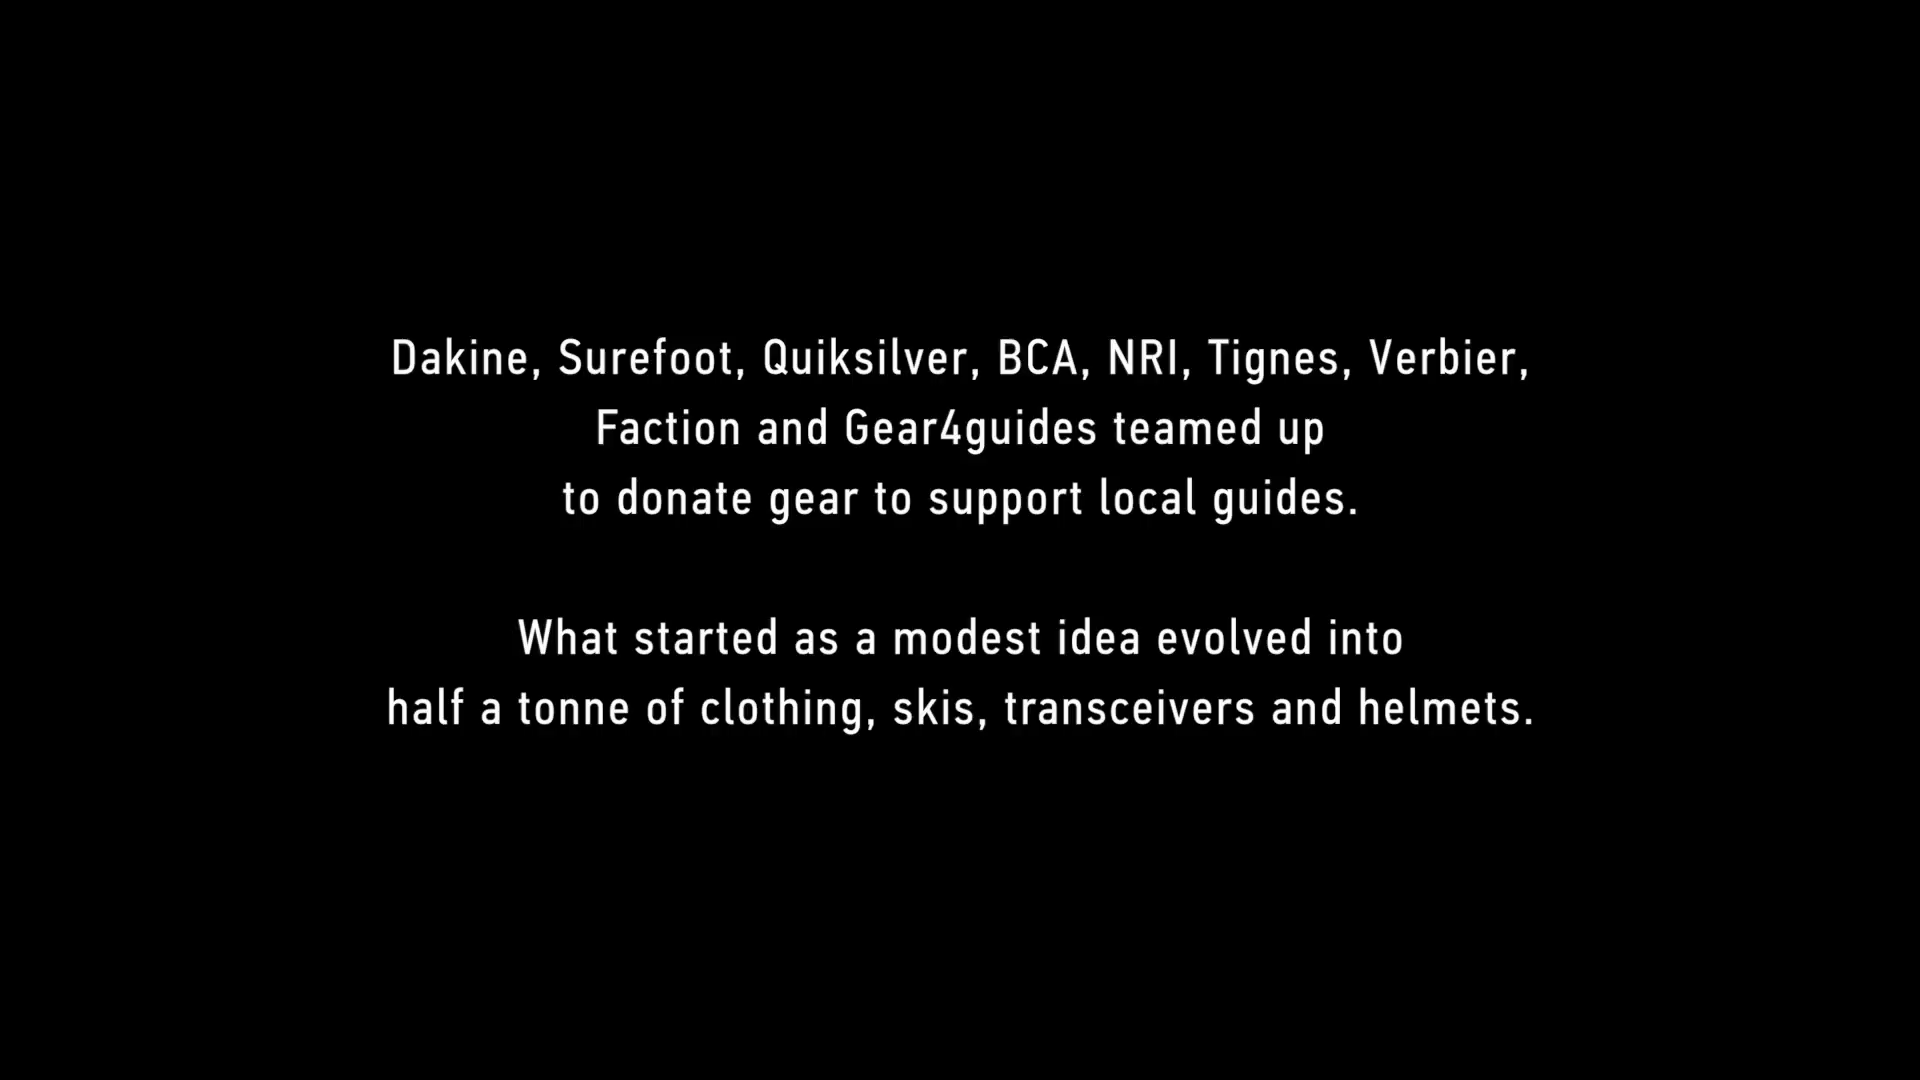 Dakine, Surefoot, Quiksilver, BCA, NRI, Tignes, Verbier,
Faction and Gear4guides teamed up
to donate gear to support local guides.
What started as a modest idea evolved into
half a tonne of clothing, skis, transceivers and helmets.